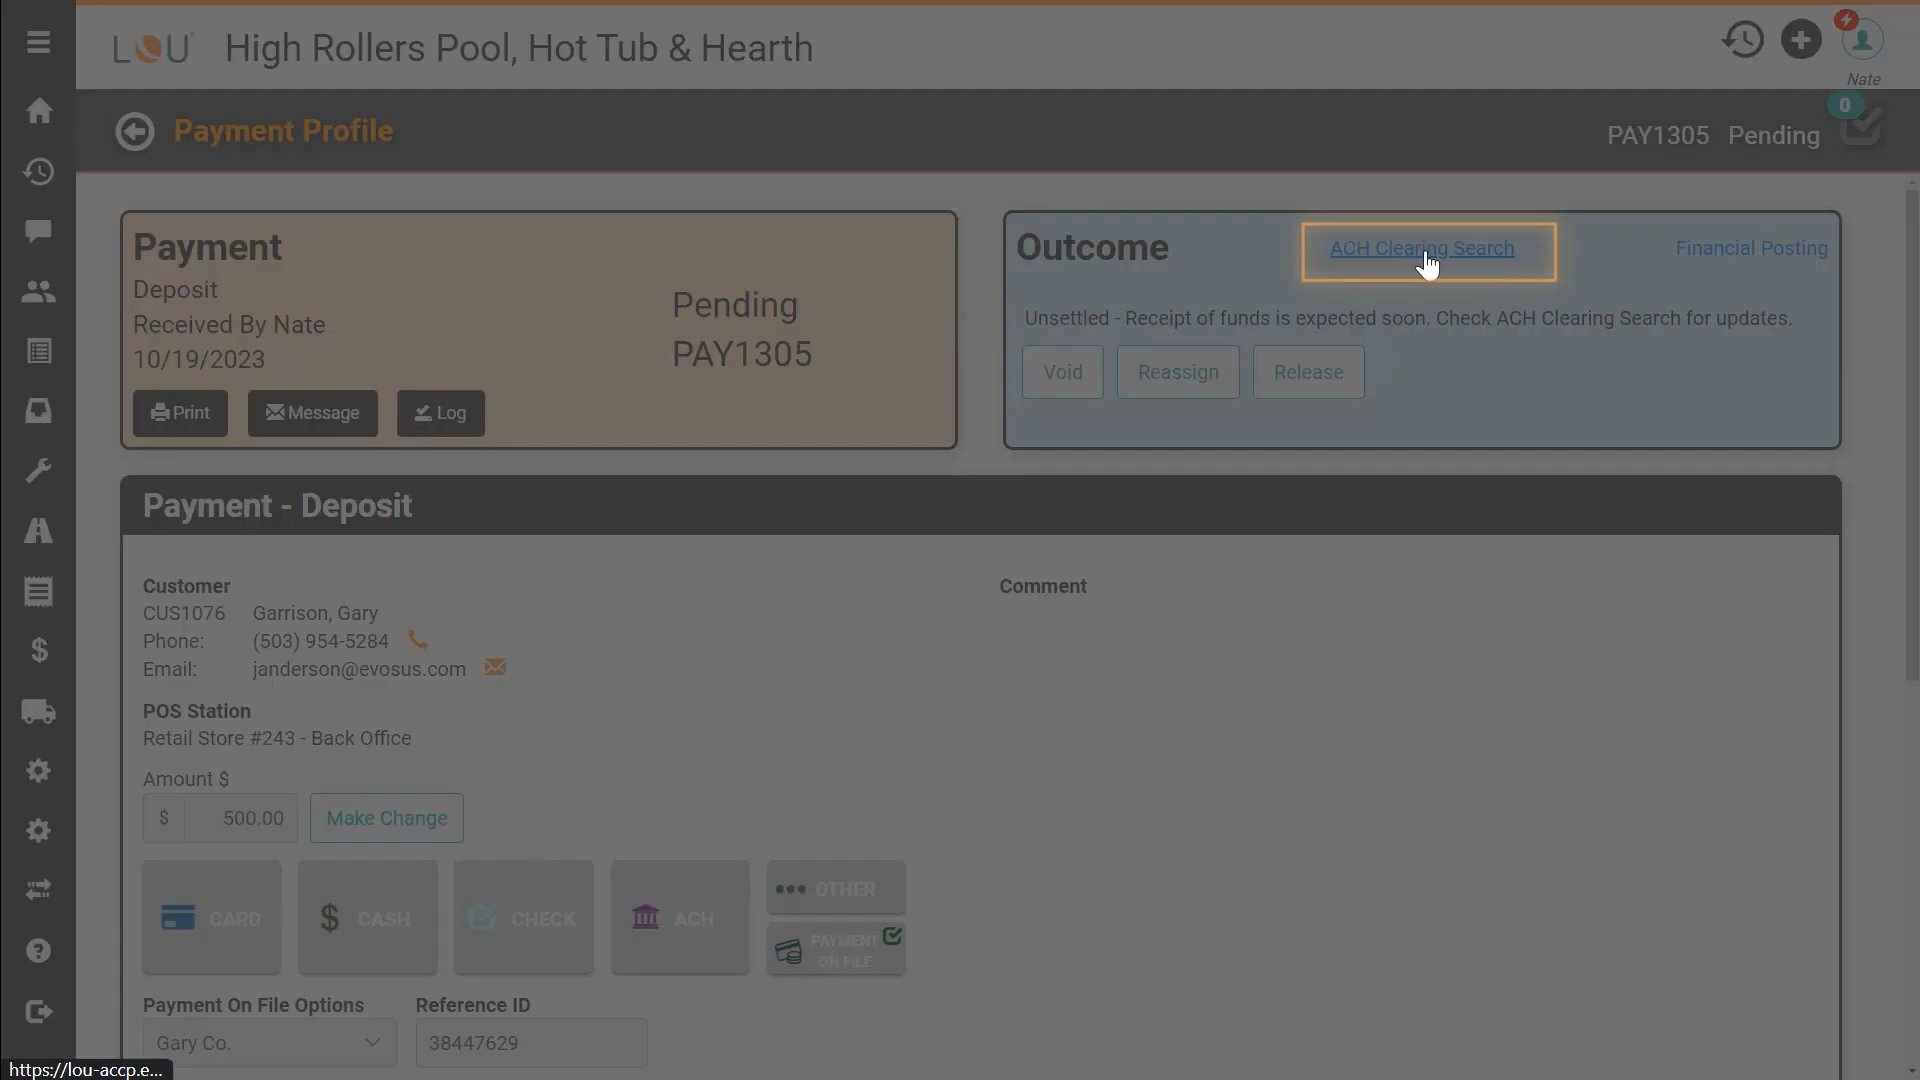 LOU High Rollers Pool, Hot Tub & Hearth
Nate
Payment Profile
PAY1305 Pending
0
Payment
Deposit
Received By Nate
10/19/2023
Pending
PAY1305
Print
Message
Log
Outcome
ACH Clearing Search
Financial Posting
Unsettled - Receipt of funds is expected soon. Check ACH Clearing Search for updates.
Void
Reassign
Release
Payment - Deposit
Customer
CUS1076 Garrison, Gary
Phone: (503) 954-5284
Email: janderson@evosus.com
Comment
POS Station
Retail Store #243 - Back Office
Amount $
$ 500.00
Make Change
CARD
CASH
CHECK
ACH
OTHER
PAYMENT
ON FILE
Payment On File Options
Reference ID
Gary Co.
38447629
https://lou-accp.e...